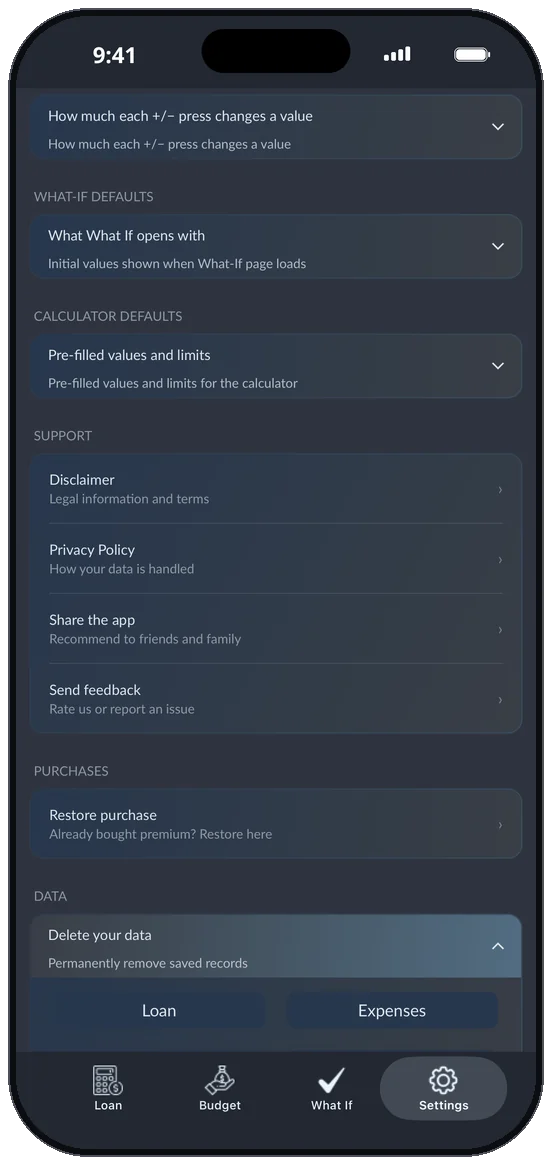 9:41
How much each +/− press changes a value
How much each +/− press changes a value
WHAT-IF DEFAULTS
What What If opens with
Initial values shown when What-If page loads
CALCULATOR DEFAULTS
Pre-filled values and limits
Pre-filled values and limits for the calculator
SUPPORT
Disclaimer
Legal information and terms
Privacy Policy
How your data is handled
Share the app
Recommend to friends and family
Send feedback
Rate us or report an issue
PURCHASES
Restore purchase
Already bought premium? Restore here
DATA
Delete your data
Permanently remove saved records
Loan Expenses
Loan Budget What If Settings